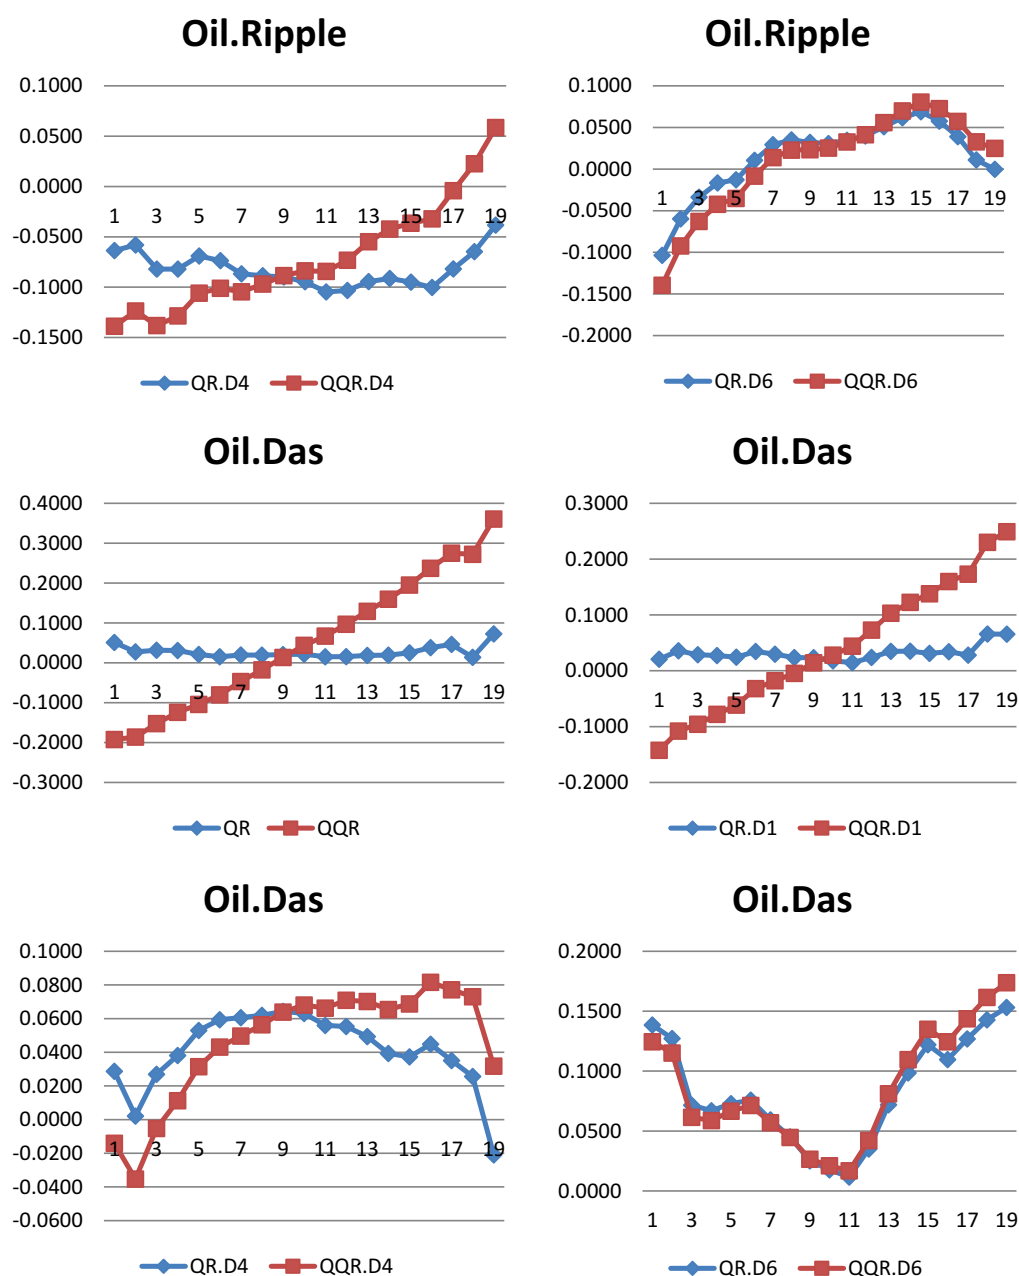 Oil.Ripple
0.1000
0.0500
0.0000
-0.0500
-0.1000
-0.1500
1 3 5 7 9 11 13 15 17 19
QR.D4 QQR.D4
Oil.Ripple
0.1000
0.0500
0.0000
-0.0500
-0.1000
-0.1500
-0.2000
1 3 5 7 9 11 13 15 17 19
QR.D6 QQR.D6
Oil.Das
0.4000
0.3000
0.2000
0.1000
0.0000
-0.1000
-0.2000
-0.3000
1 3 5 7 9 11 13 15 17 19
QR QQR
Oil.Das
0.3000
0.2000
0.1000
0.0000
-0.1000
-0.2000
1 3 5 7 9 11 13 15 17 19
QR.D1 QQR.D1
Oil.Das
0.1000
0.0800
0.0600
0.0400
0.0200
0.0000
-0.0200
-0.0400
-0.0600
1 3 5 7 9 11 13 15 17 19
QR.D4 QQR.D4
Oil.Das
0.2000
0.1500
0.1000
0.0500
0.0000
1 3 5 7 9 11 13 15 17 19
QR.D6 QQR.D6